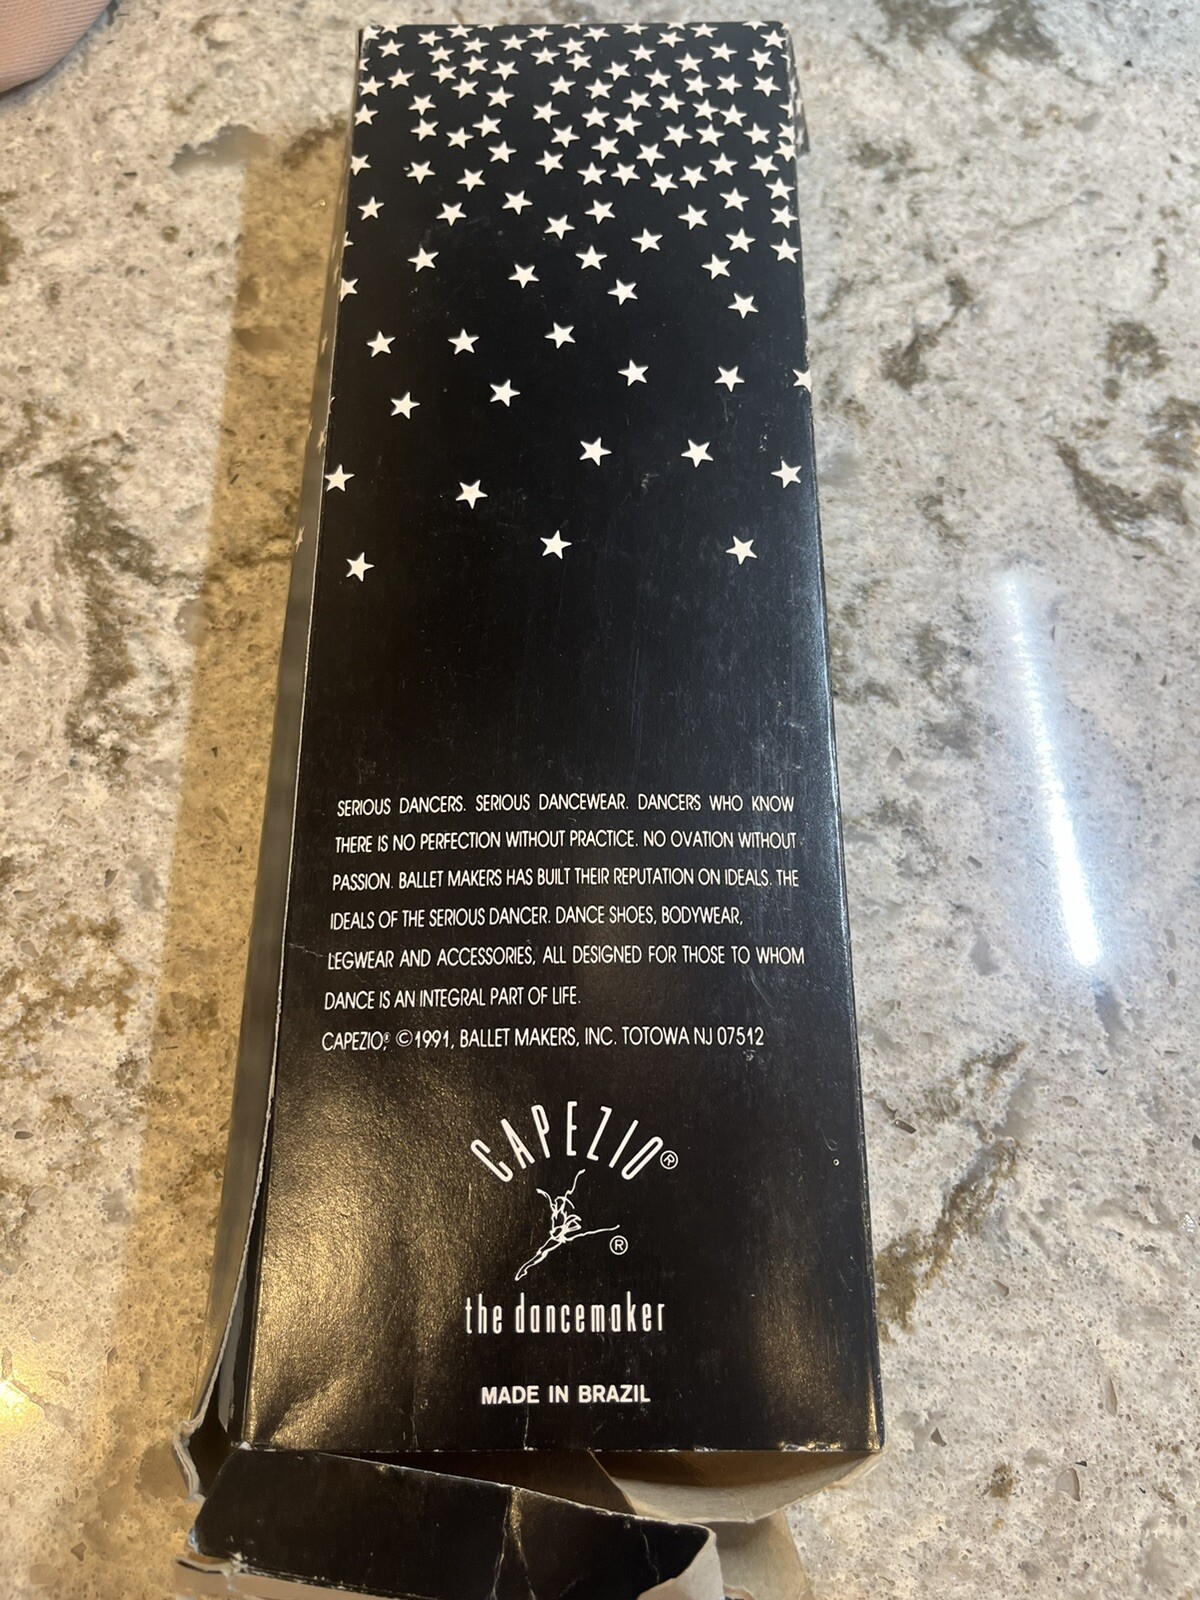 SERIOUS DANCERS. SERIOUS DANCEWEAR. DANCERS WHO KNOW
THERE IS NO PERFECTION WITHOUT PRACTICE. NO OVATION WITHOUT
PASSION. BALLET MAKERS HAS BUILT THEIR REPUTATION ON IDEALS. THE
IDEALS OF THE SERIOUS DANCER. DANCE SHOES, BODYWEAR,
LEGWEAR AND ACCESSORIES, ALL DESIGNED FOR THOSE TO WHOM
DANCE IS AN INTEGRAL PART OF LIFE.
CAPEZIO®, ©1991, BALLET MAKERS, INC. TOTOWA NJ 07512
CAPEZIO®
®
the dancemaker
MADE IN BRAZIL